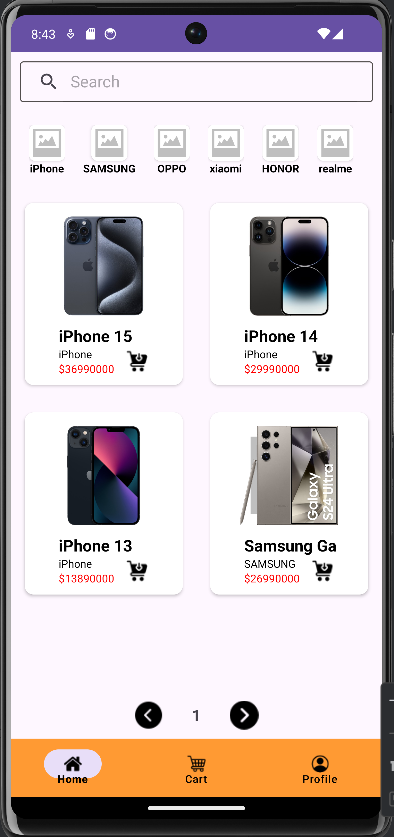 8:43
Search
iPhone SAMSUNG OPPO xiaomi HONOR realme
iPhone 15
iPhone
$36990000
iPhone 14
iPhone
$29990000
iPhone 13
iPhone
$13890000
Galaxy
S24 Ultra
Samsung Ga
SAMSUNG
$26990000
1
Home Cart Profile